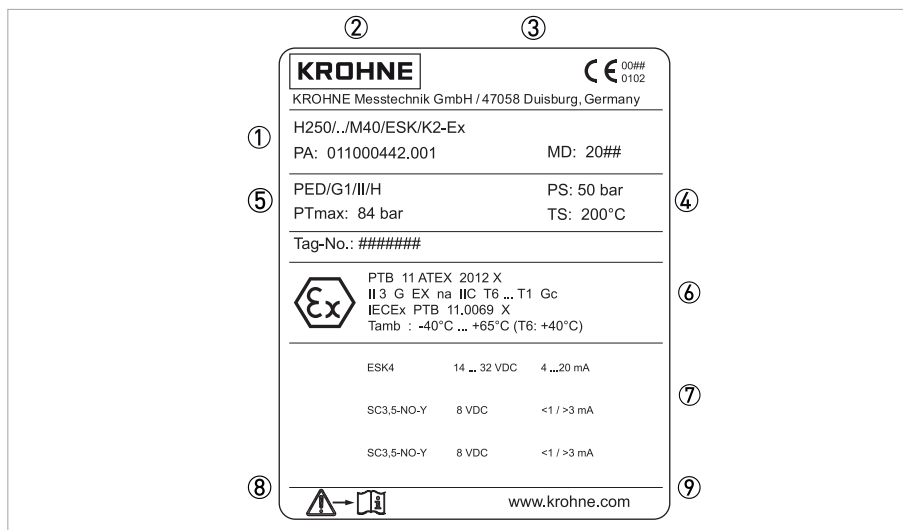 ② ③
KROHNE CE 00##
0102
KROHNE Messtechnik GmbH / 47058 Duisburg, Germany
① H250/../M40/ESK/K2-Ex
PA: 011000442.001 MD: 20##
⑤ PED/G1/II/H PS: 50 bar ④
PTmax: 84 bar TS: 200°C
Tag-No.: #######
Ex PTB 11 ATEX 2012 X
II 3 G EX na IIC T6 ... T1 Gc ⑥
IECEx PTB 11.0069 X
Tamb : -40°C ... +65°C (T6: +40°C)
ESK4 14 ... 32 VDC 4 ...20 mA
⑦
SC3,5-NO-Y 8 VDC <1 / >3 mA
SC3,5-NO-Y 8 VDC <1 / >3 mA
⑧ i www.krohne.com ⑨